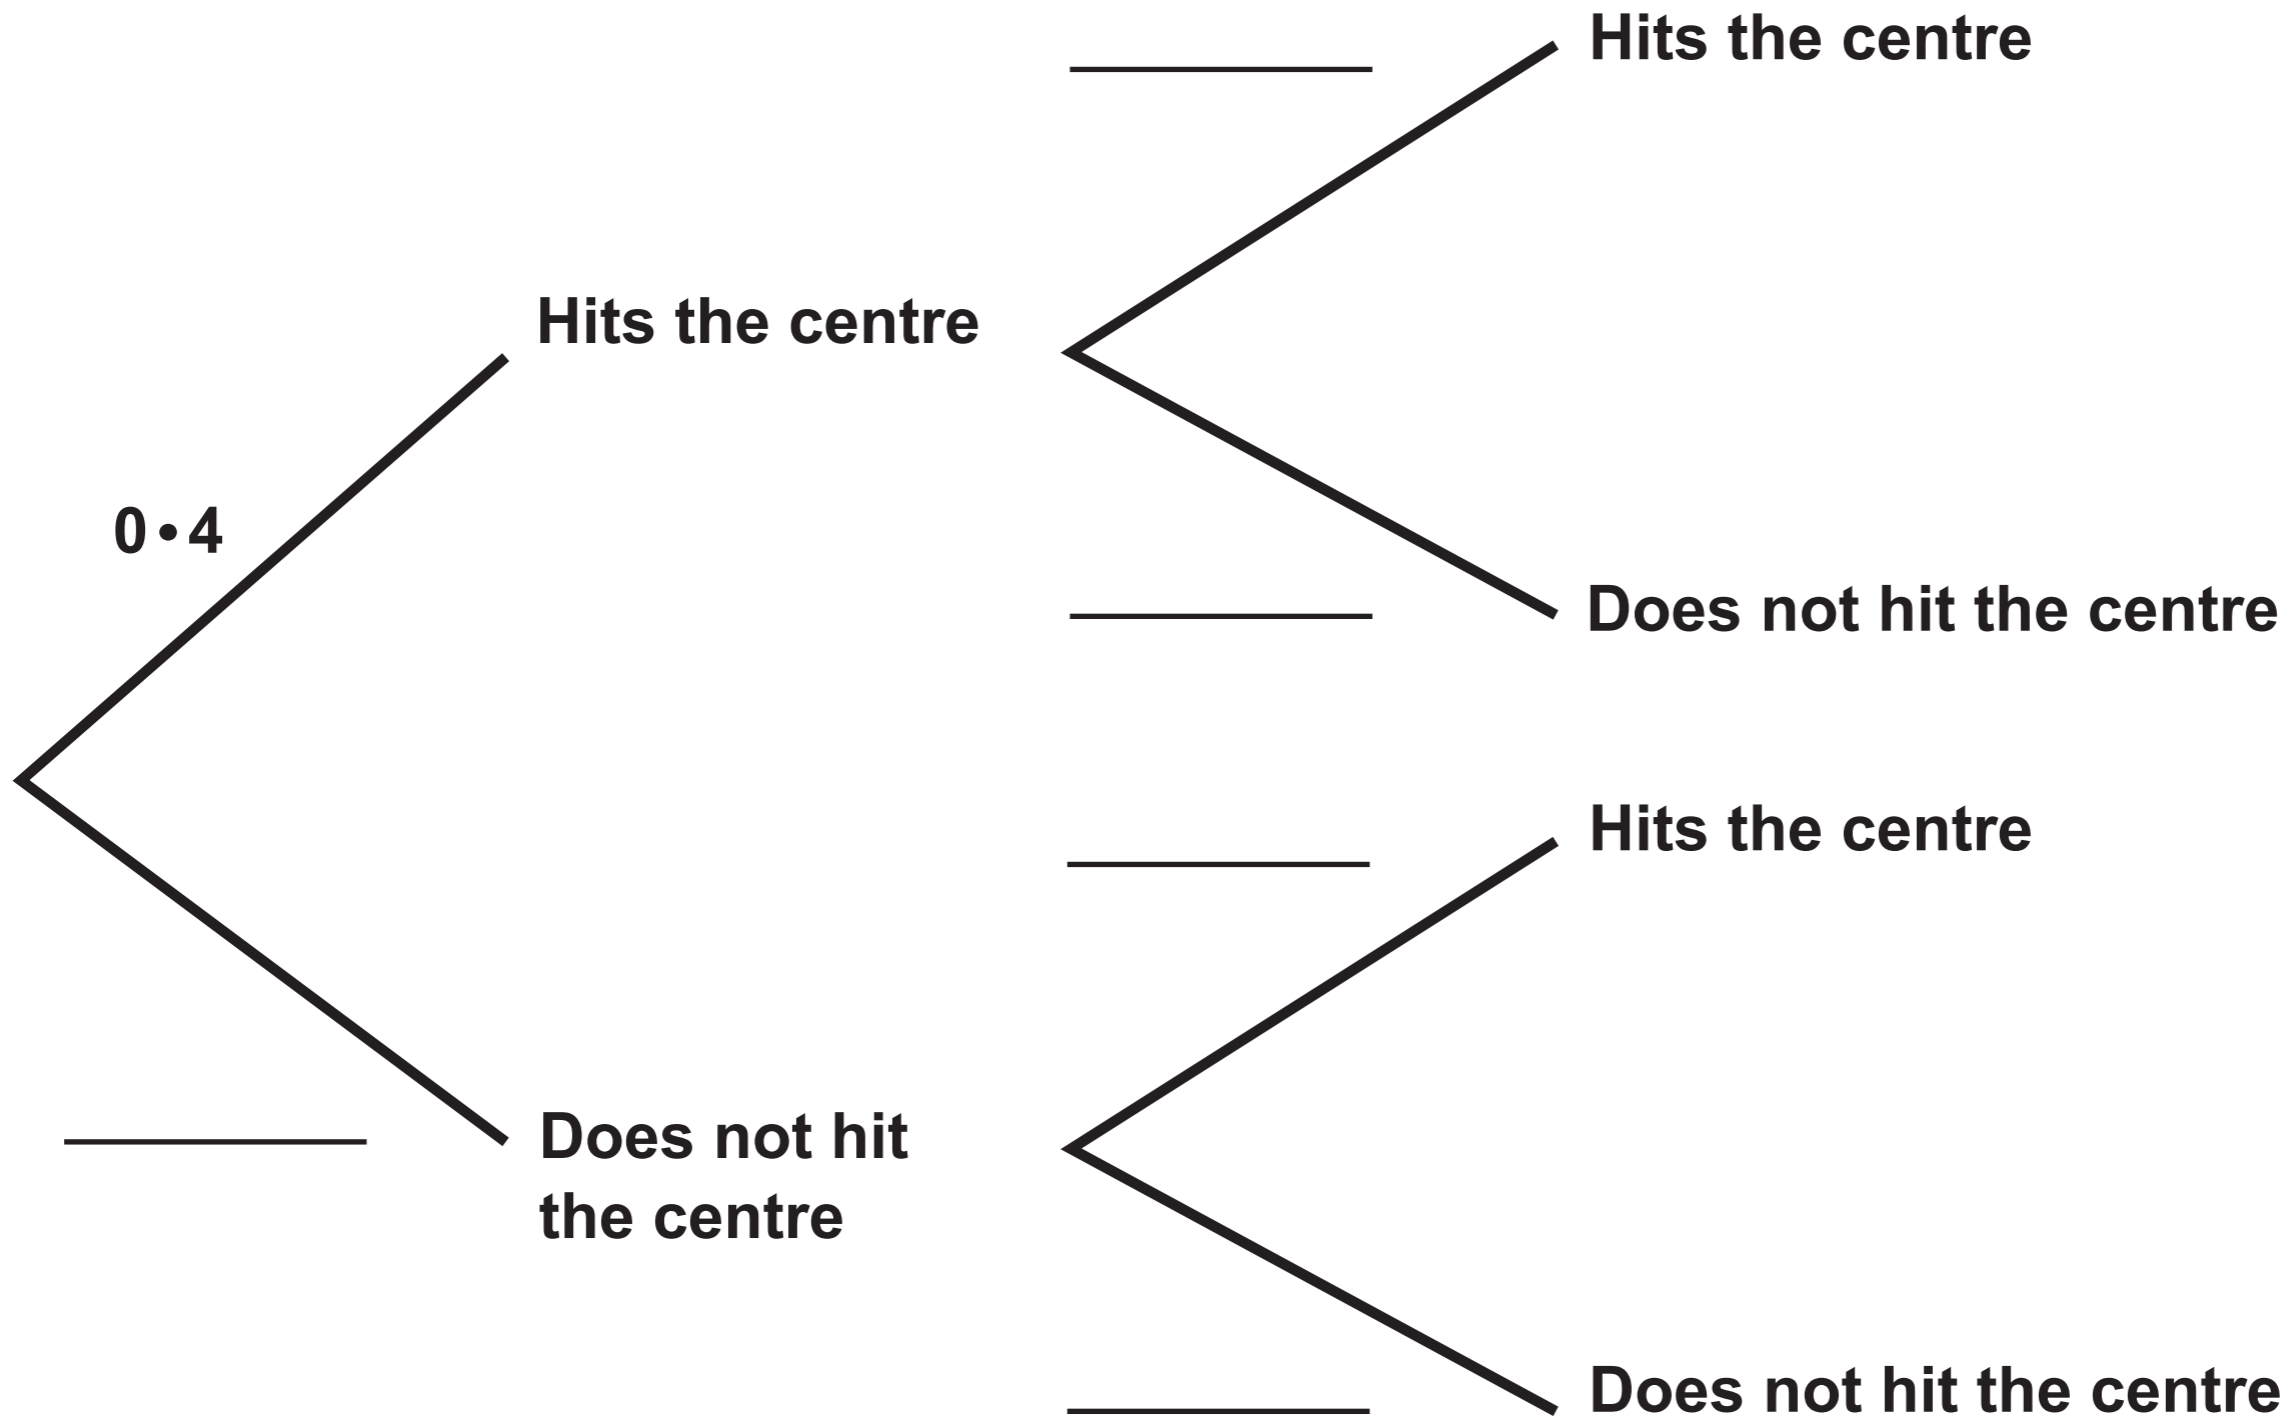 Hits the centre
Hits the centre
0•4
Does not hit the centre
Hits the centre
Does not hit
the centre
Does not hit the centre